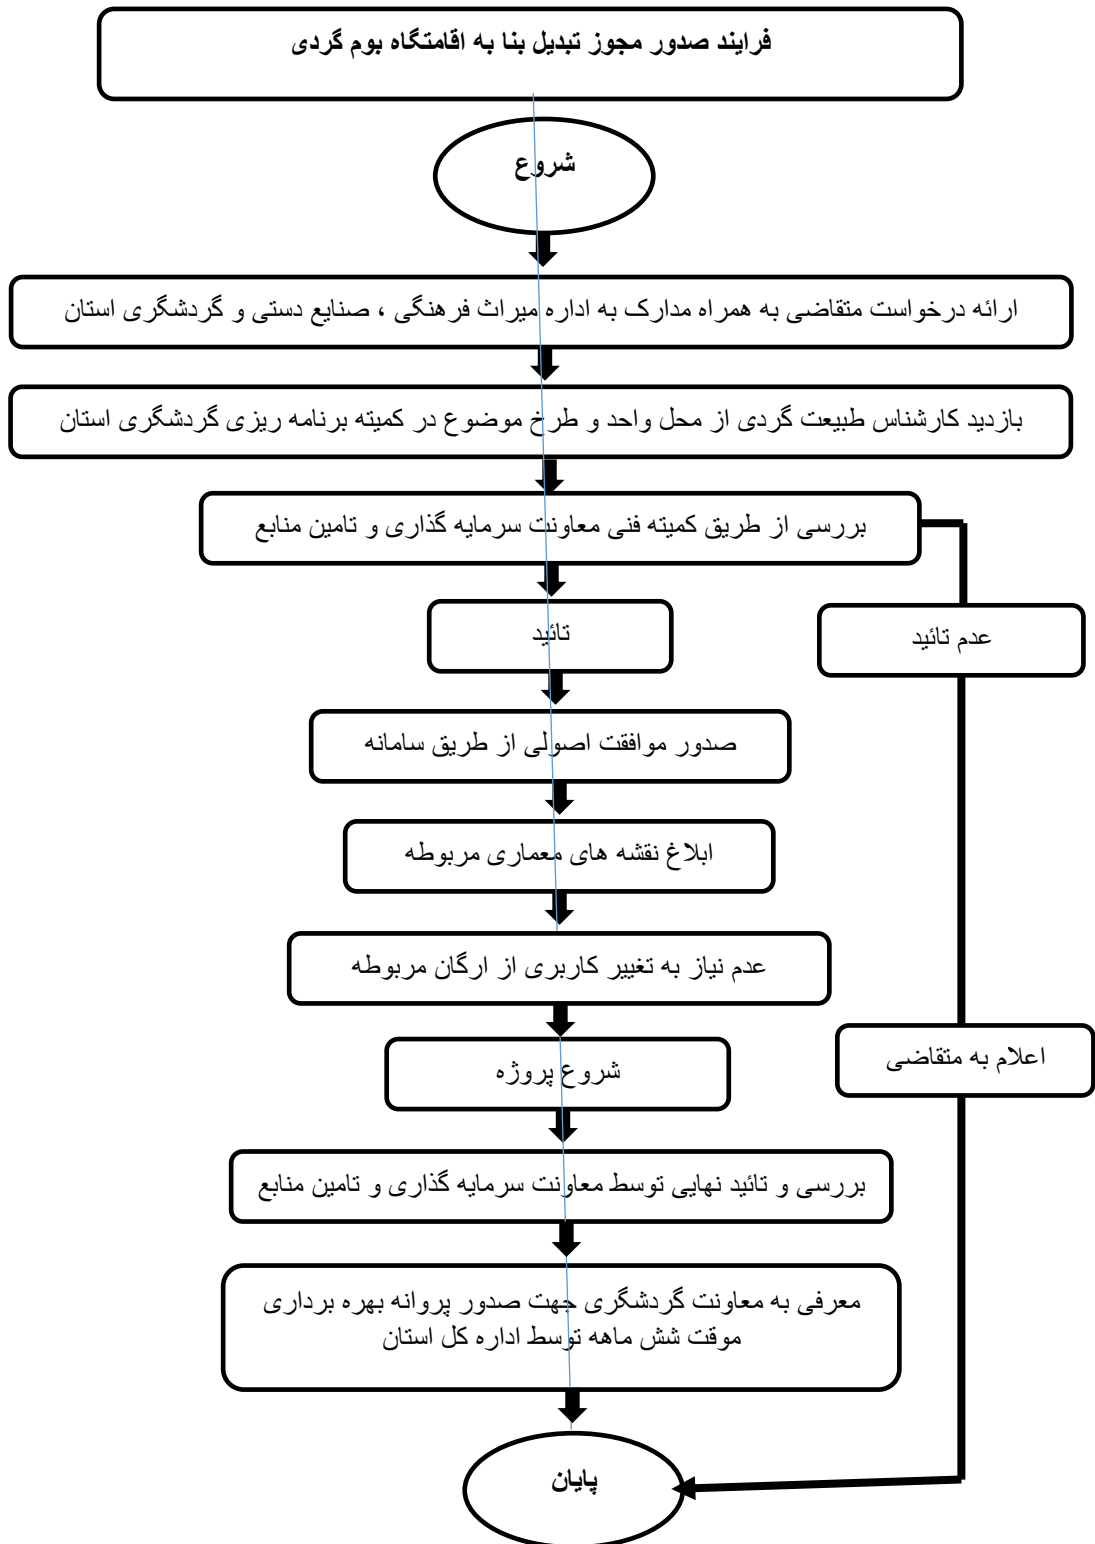 فرایند صدور مجوز تبدیل بنا به اقامتگاه بوم گردی
شروع
ارائه درخواست متقاضی به همراه مدارک به اداره میراث فرهنگی ، صنایع دستی و گردشگری استان
بازدید کارشناس طبیعت گردی از محل واحد و طرح موضوع در کمیته برنامه ریزی گردشگری استان
بررسی از طریق کمیته فنی معاونت سرمایه گذاری و تامین منابع
تائید
عدم تائید
صدور موافقت اصولی از طریق سامانه
ابلاغ نقشه های معماری مربوطه
عدم نیاز به تغییر کاربری از ارگان مربوطه
اعلام به متقاضی
شروع پروژه
بررسی و تائید نهایی توسط معاونت سرمایه گذاری و تامین منابع
معرفی به معاونت گردشگری جهت صدور پروانه بهره برداری
موقت شش ماهه توسط اداره کل استان
پایان